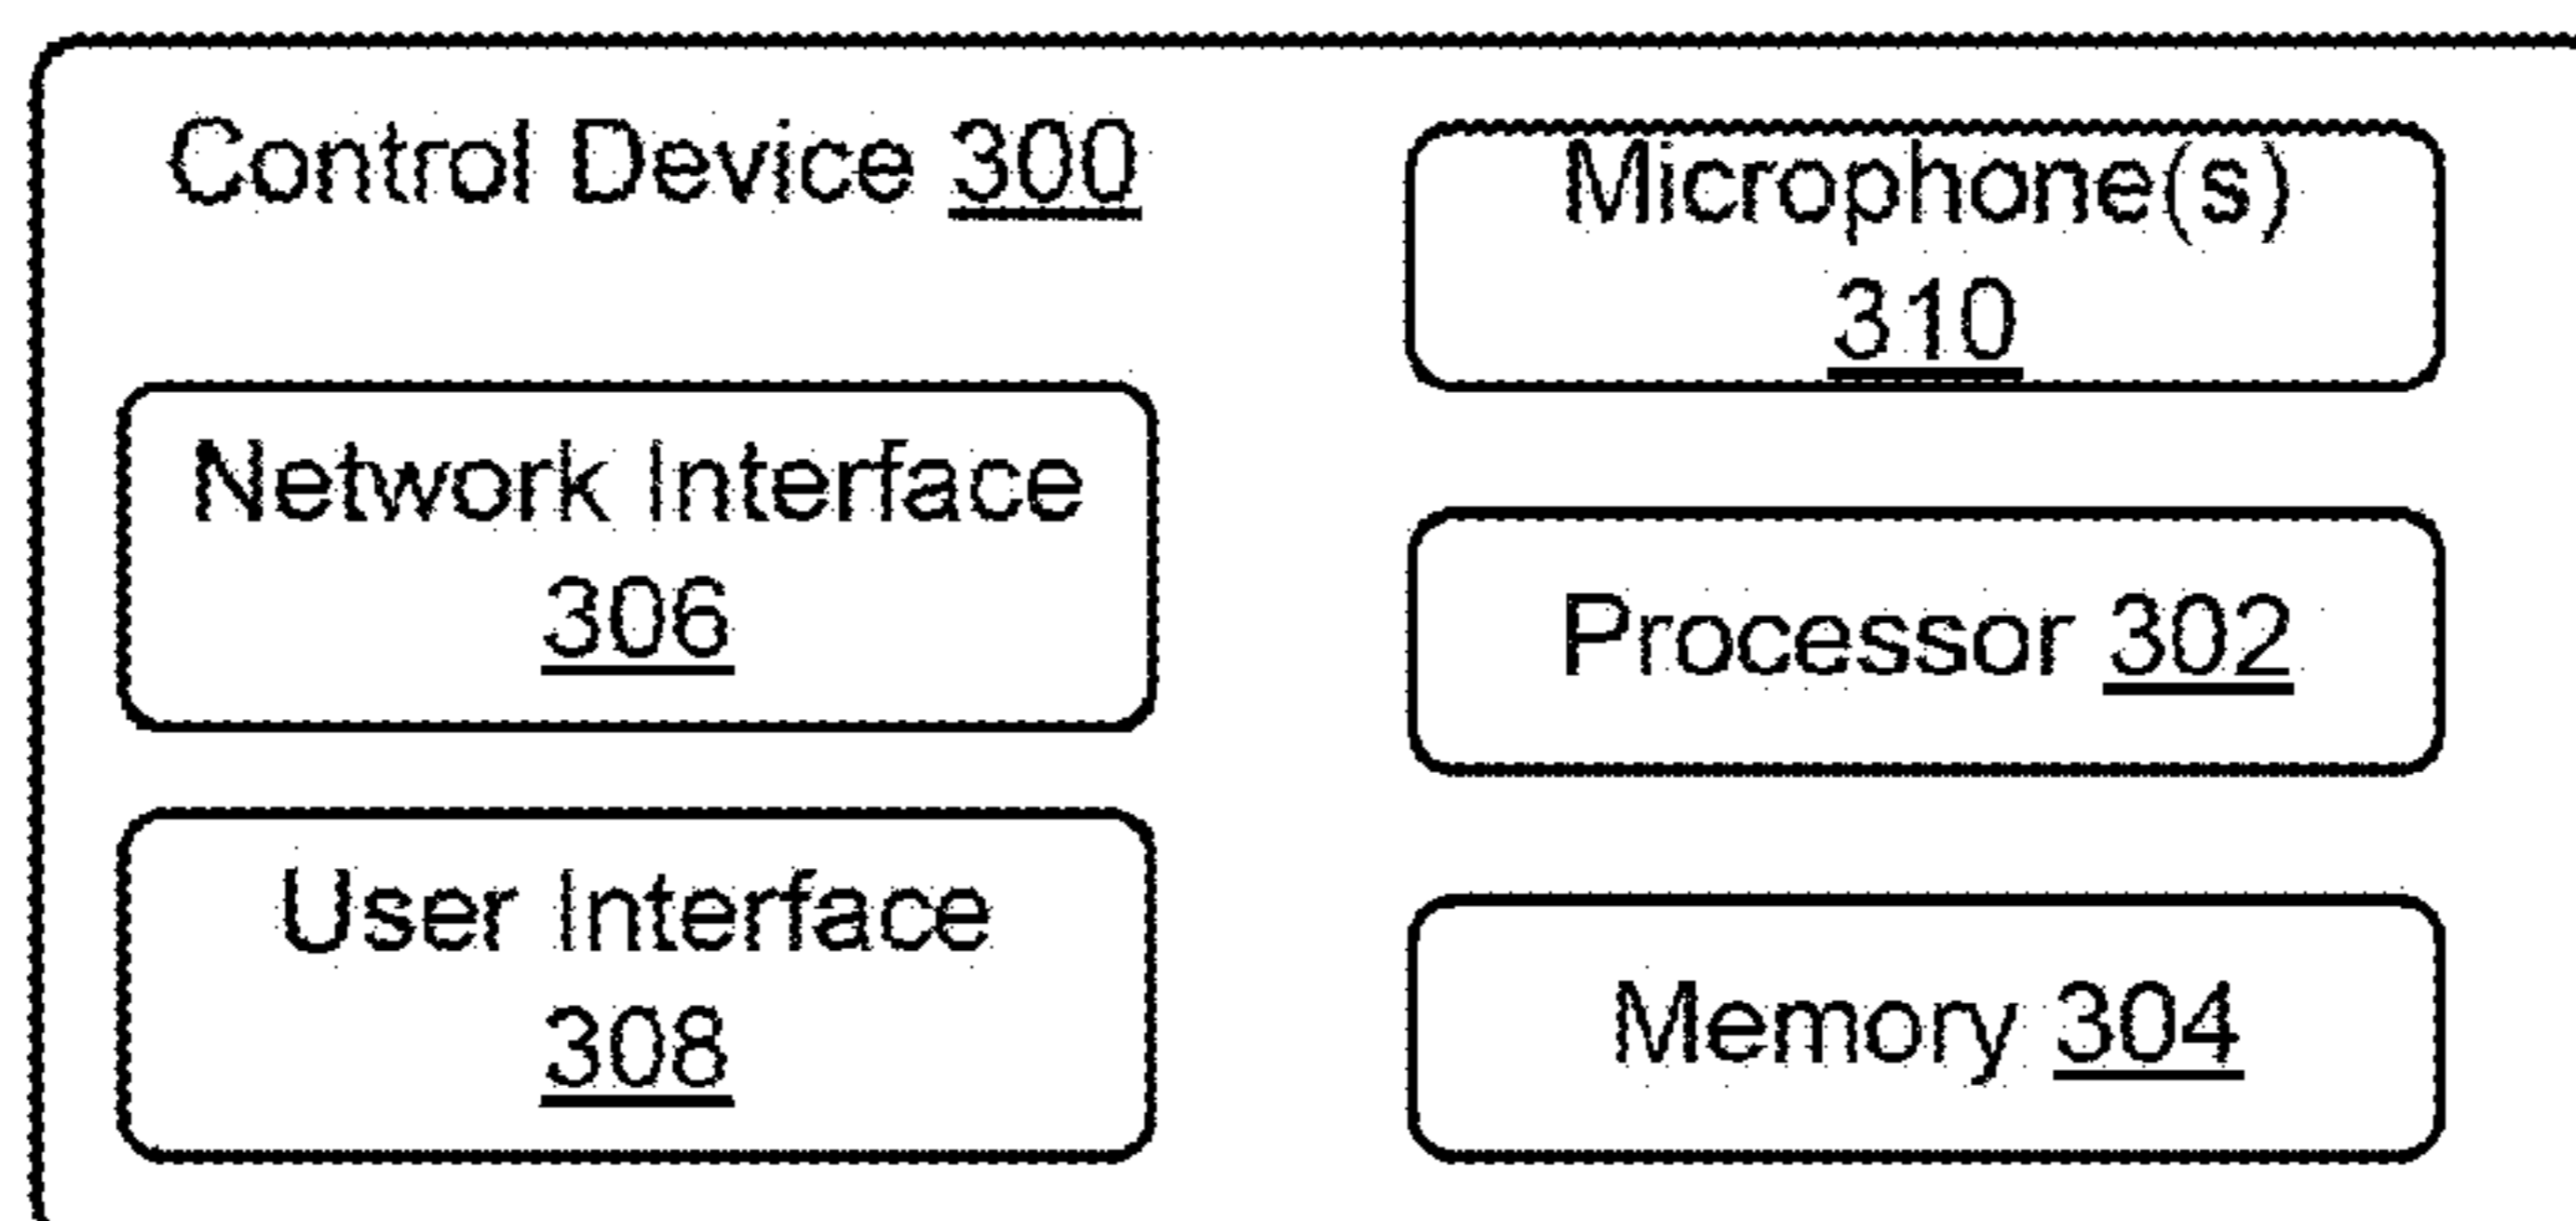 Control Device 300
Microphone(s)
310
Network Interface
306
Processor 302
User Interface
308
Memory 304